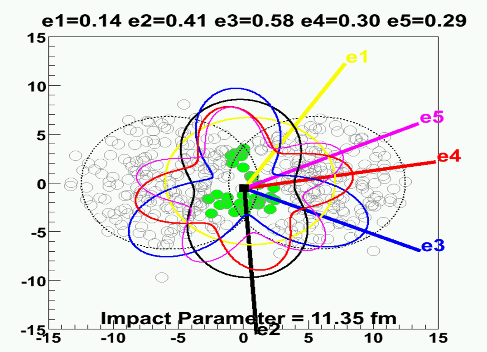 e1=0.14 e2=0.41 e3=0.58 e4=0.30 e5=0.29
15
e1
10
e5
5
e4
0
e3
-5
-10
Impact Parameter = 11.35 fm
e2
-15
-15 -10 -5 0 5 10 15